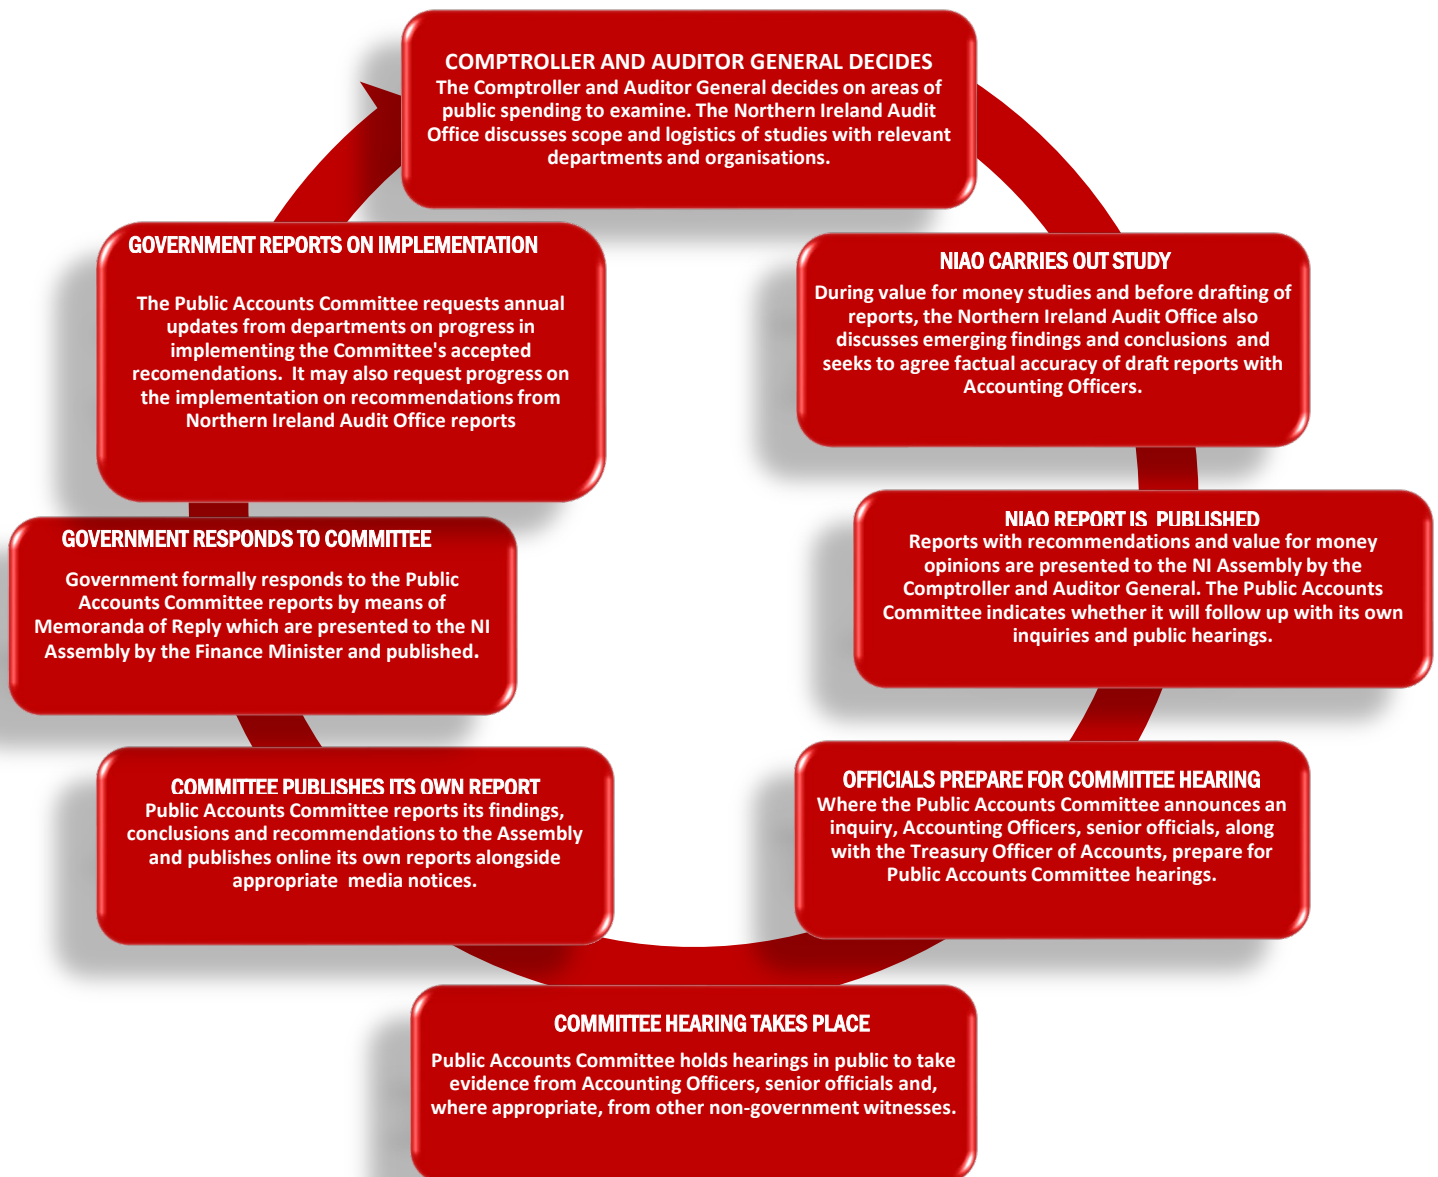 COMPTROLLER AND AUDITOR GENERAL DECIDES
The Comptroller and Auditor General decides on areas of
public spending to examine. The Northern Ireland Audit
Office discusses scope and logistics of studies with relevant
departments and organisations.
NIAO CARRIES OUT STUDY
During value for money studies and before drafting of
reports, the Northern Ireland Audit Office also
discusses emerging findings and conclusions and
seeks to agree factual accuracy of draft reports with
Accounting Officers.
NIAO REPORT IS PUBLISHED
Reports with recommendations and value for money
opinions are presented to the NI Assembly by the
Comptroller and Auditor General. The Public Accounts
Committee indicates whether it will follow up with its own
inquiries and public hearings.
OFFICIALS PREPARE FOR COMMITTEE HEARING
Where the Public Accounts Committee announces an
inquiry, Accounting Officers, senior officials, along
with the Treasury Officer of Accounts, prepare for
Public Accounts Committee hearings.
COMMITTEE HEARING TAKES PLACE
Public Accounts Committee holds hearings in public to take
evidence from Accounting Officers, senior officials and,
where appropriate, from other non-government witnesses.
COMMITTEE PUBLISHES ITS OWN REPORT
Public Accounts Committee reports its findings,
conclusions and recommendations to the Assembly
and publishes online its own reports alongside
appropriate media notices.
GOVERNMENT RESPONDS TO COMMITTEE
Government formally responds to the Public
Accounts Committee reports by means of
Memoranda of Reply which are presented to the NI
Assembly by the Finance Minister and published.
GOVERNMENT REPORTS ON IMPLEMENTATION
The Public Accounts Committee requests annual
updates from departments on progress in
implementing the Committee's accepted
recomendations. It may also request progress on
the implementation on recommendations from
Northern Ireland Audit Office reports